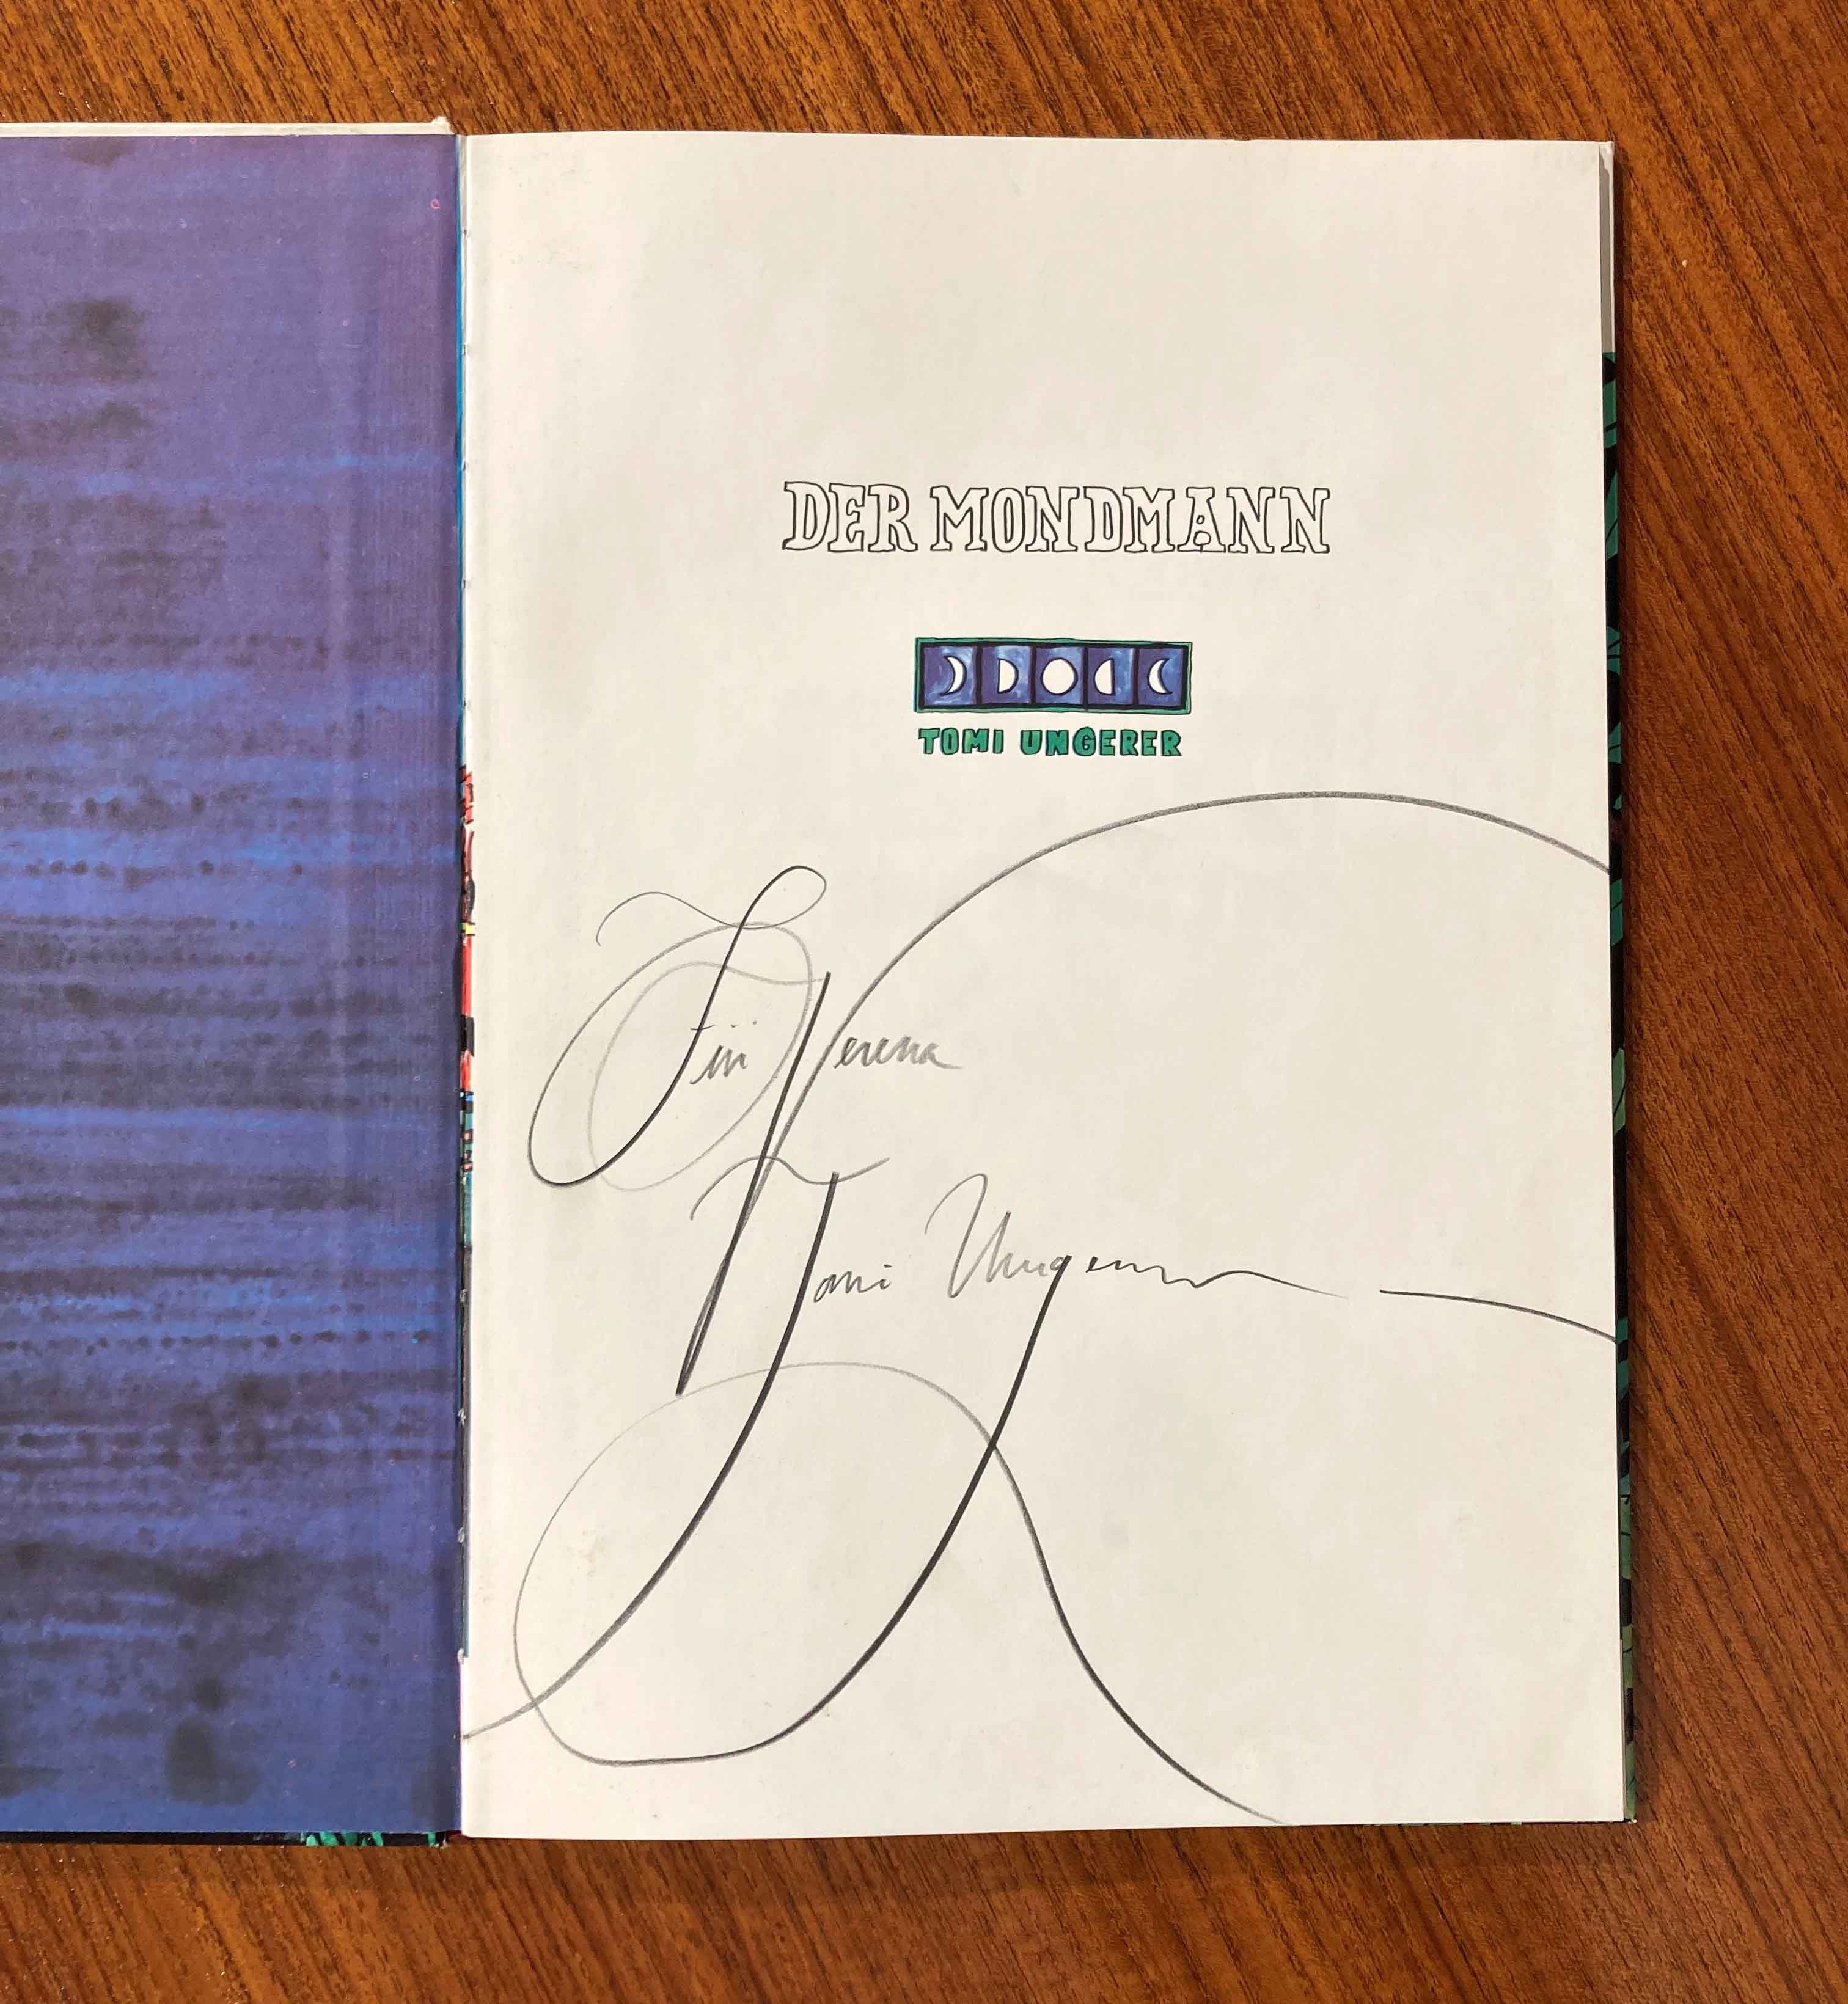 DER MONDMANN
TOMI UNGERER
Für Verena
Tomi Ungerer